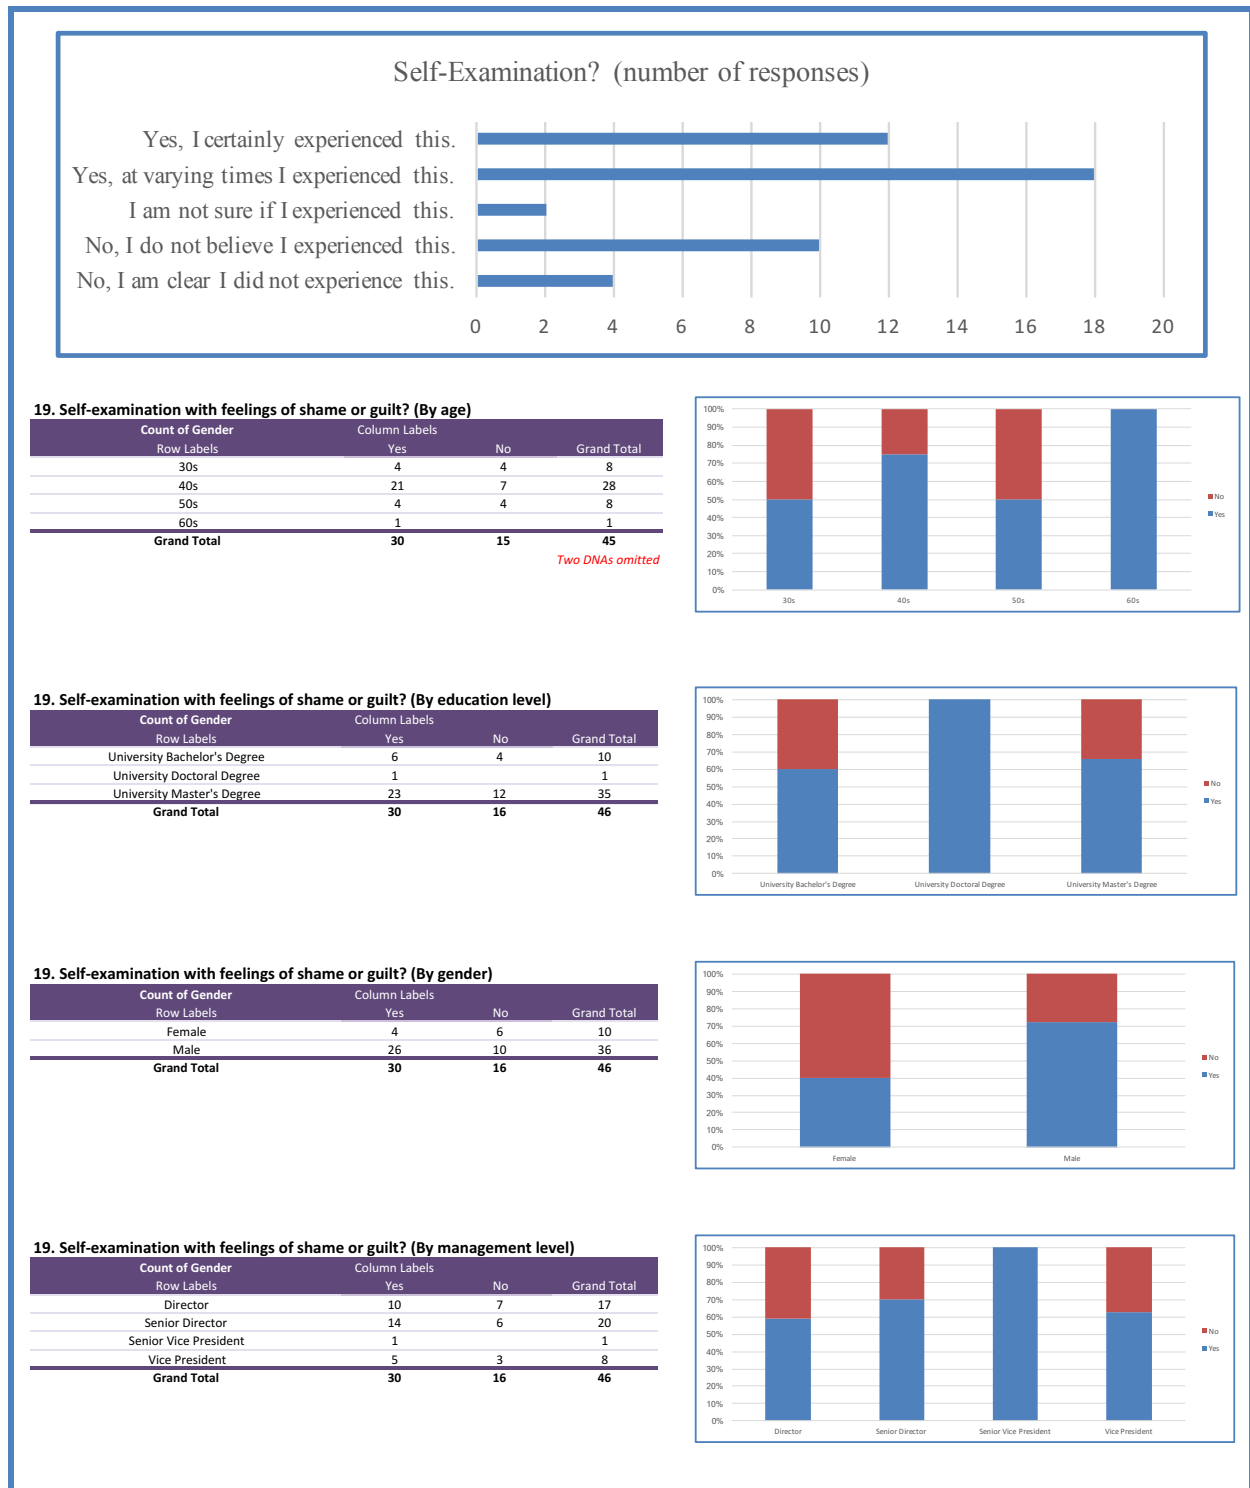 Self-Examination? (number of responses)
Yes, I certainly experienced this.
Yes, at varying times I experienced this.
I am not sure if I experienced this.
No, I do not believe I experienced this.
No, I am clear I did not experience this.
0 2 4 6 8 10 12 14 16 18 20
19. Self-examination with feelings of shame or guilt? (By age)
Count of Gender Column Labels
Row Labels Yes No Grand Total
30s 4 4 8
40s 21 7 28
50s 4 4 8
60s 1 1
Grand Total 30 15 45
Two DNAs omitted
100%
90%
80%
70%
60%
50%
40%
30%
20%
10%
0%
30s 40s 50s 60s
No
Yes
19. Self-examination with feelings of shame or guilt? (By education level)
Count of Gender Column Labels
Row Labels Yes No Grand Total
University Bachelor's Degree 6 4 10
University Doctoral Degree 1 1
University Master's Degree 23 12 35
Grand Total 30 16 46
100%
90%
80%
70%
60%
50%
40%
30%
20%
10%
0%
University Bachelor's Degree University Doctoral Degree University Master's Degree
No
Yes
19. Self-examination with feelings of shame or guilt? (By gender)
Count of Gender Column Labels
Row Labels Yes No Grand Total
Female 4 6 10
Male 26 10 36
Grand Total 30 16 46
100%
90%
80%
70%
60%
50%
40%
30%
20%
10%
0%
Female Male
No
Yes
19. Self-examination with feelings of shame or guilt? (By management level)
Count of Gender Column Labels
Row Labels Yes No Grand Total
Director 10 7 17
Senior Director 14 6 20
Senior Vice President 1 1
Vice President 5 3 8
Grand Total 30 16 46
100%
90%
80%
70%
60%
50%
40%
30%
20%
10%
0%
Director Senior Director Senior Vice President Vice President
No
Yes